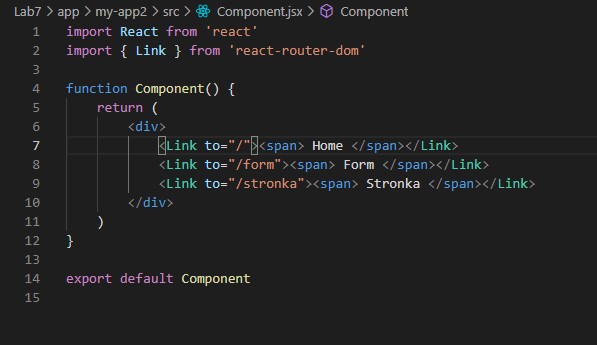 Lab7 > app > my-app2 > src > Component.jsx > Component
1 import React from 'react'
2 import { Link } from 'react-router-dom'
3
4 function Component() {
5     return (
6         <div>
7             <Link to="/"><span> Home </span></Link>
8             <Link to="/form"><span> Form </span></Link>
9             <Link to="/stronka"><span> Stronka </span></Link>
10         </div>
11     )
12 }
13
14 export default Component
15